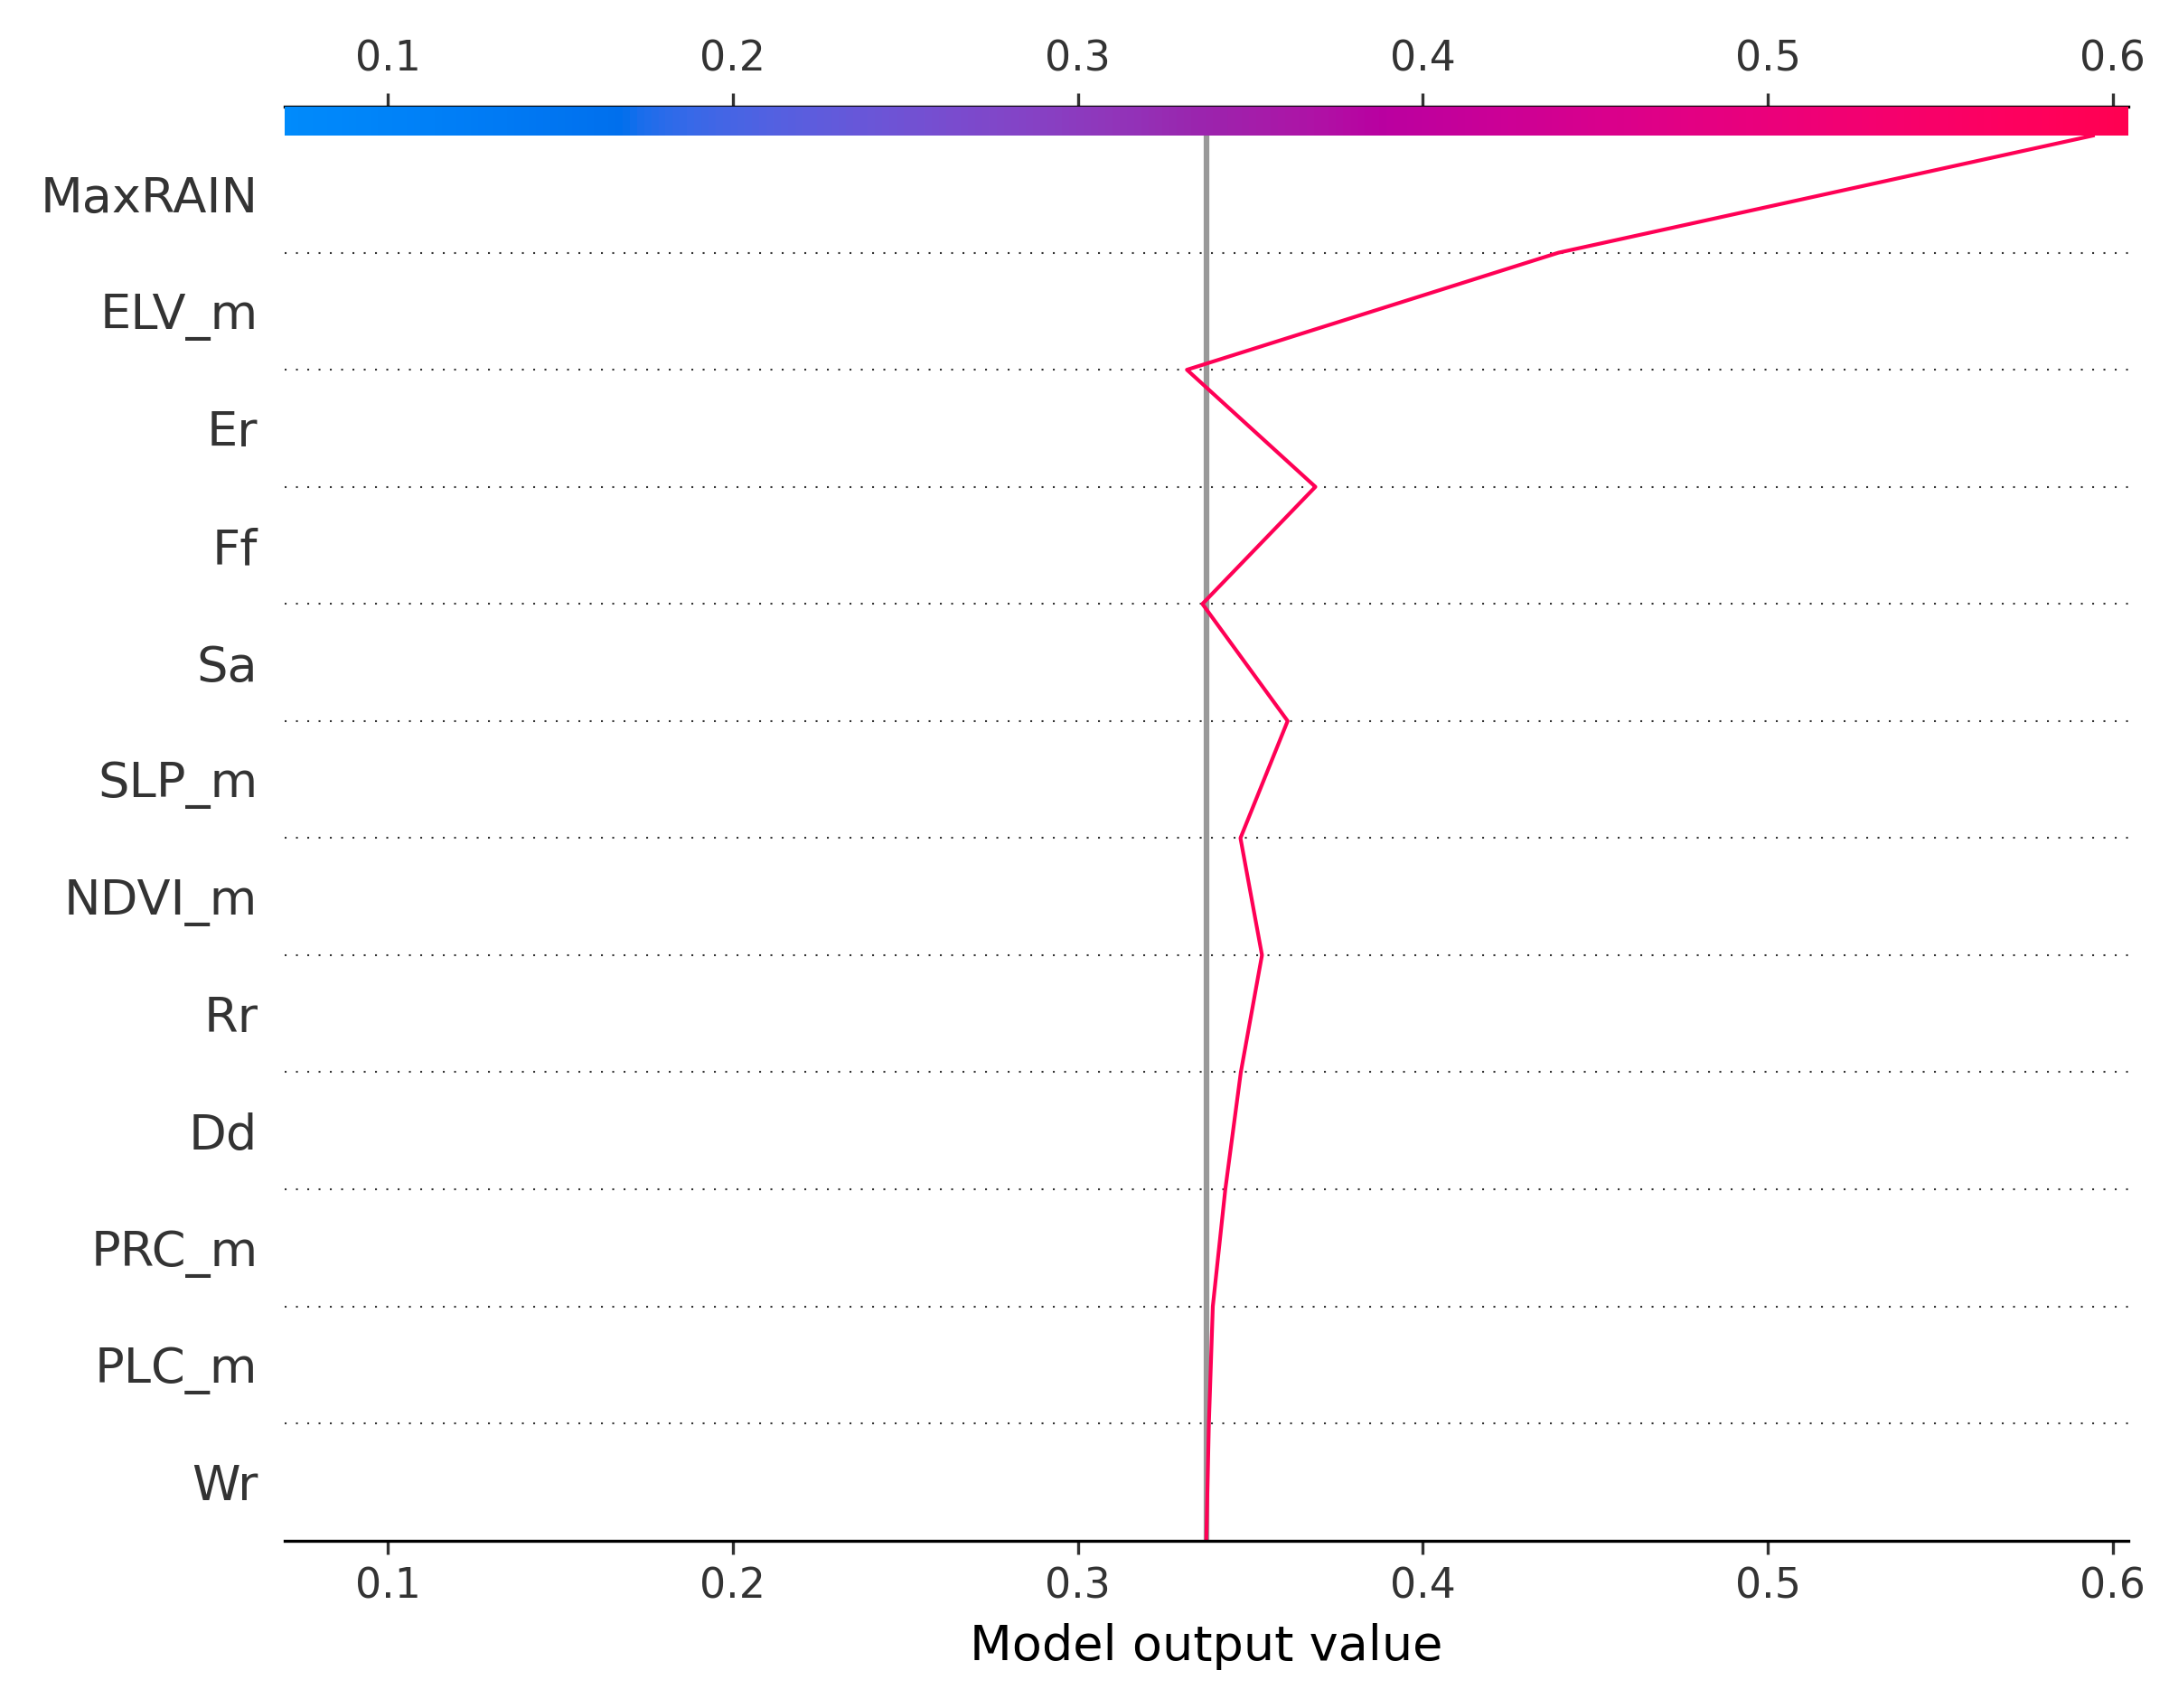 0.1 0.2 0.3 0.4 0.5 0.6
MaxRAIN
ELV_m
Er
Ff
Sa
SLP_m
NDVI_m
Rr
Dd
PRC_m
PLC_m
Wr
0.1 0.2 0.3 0.4 0.5 0.6
Model output value